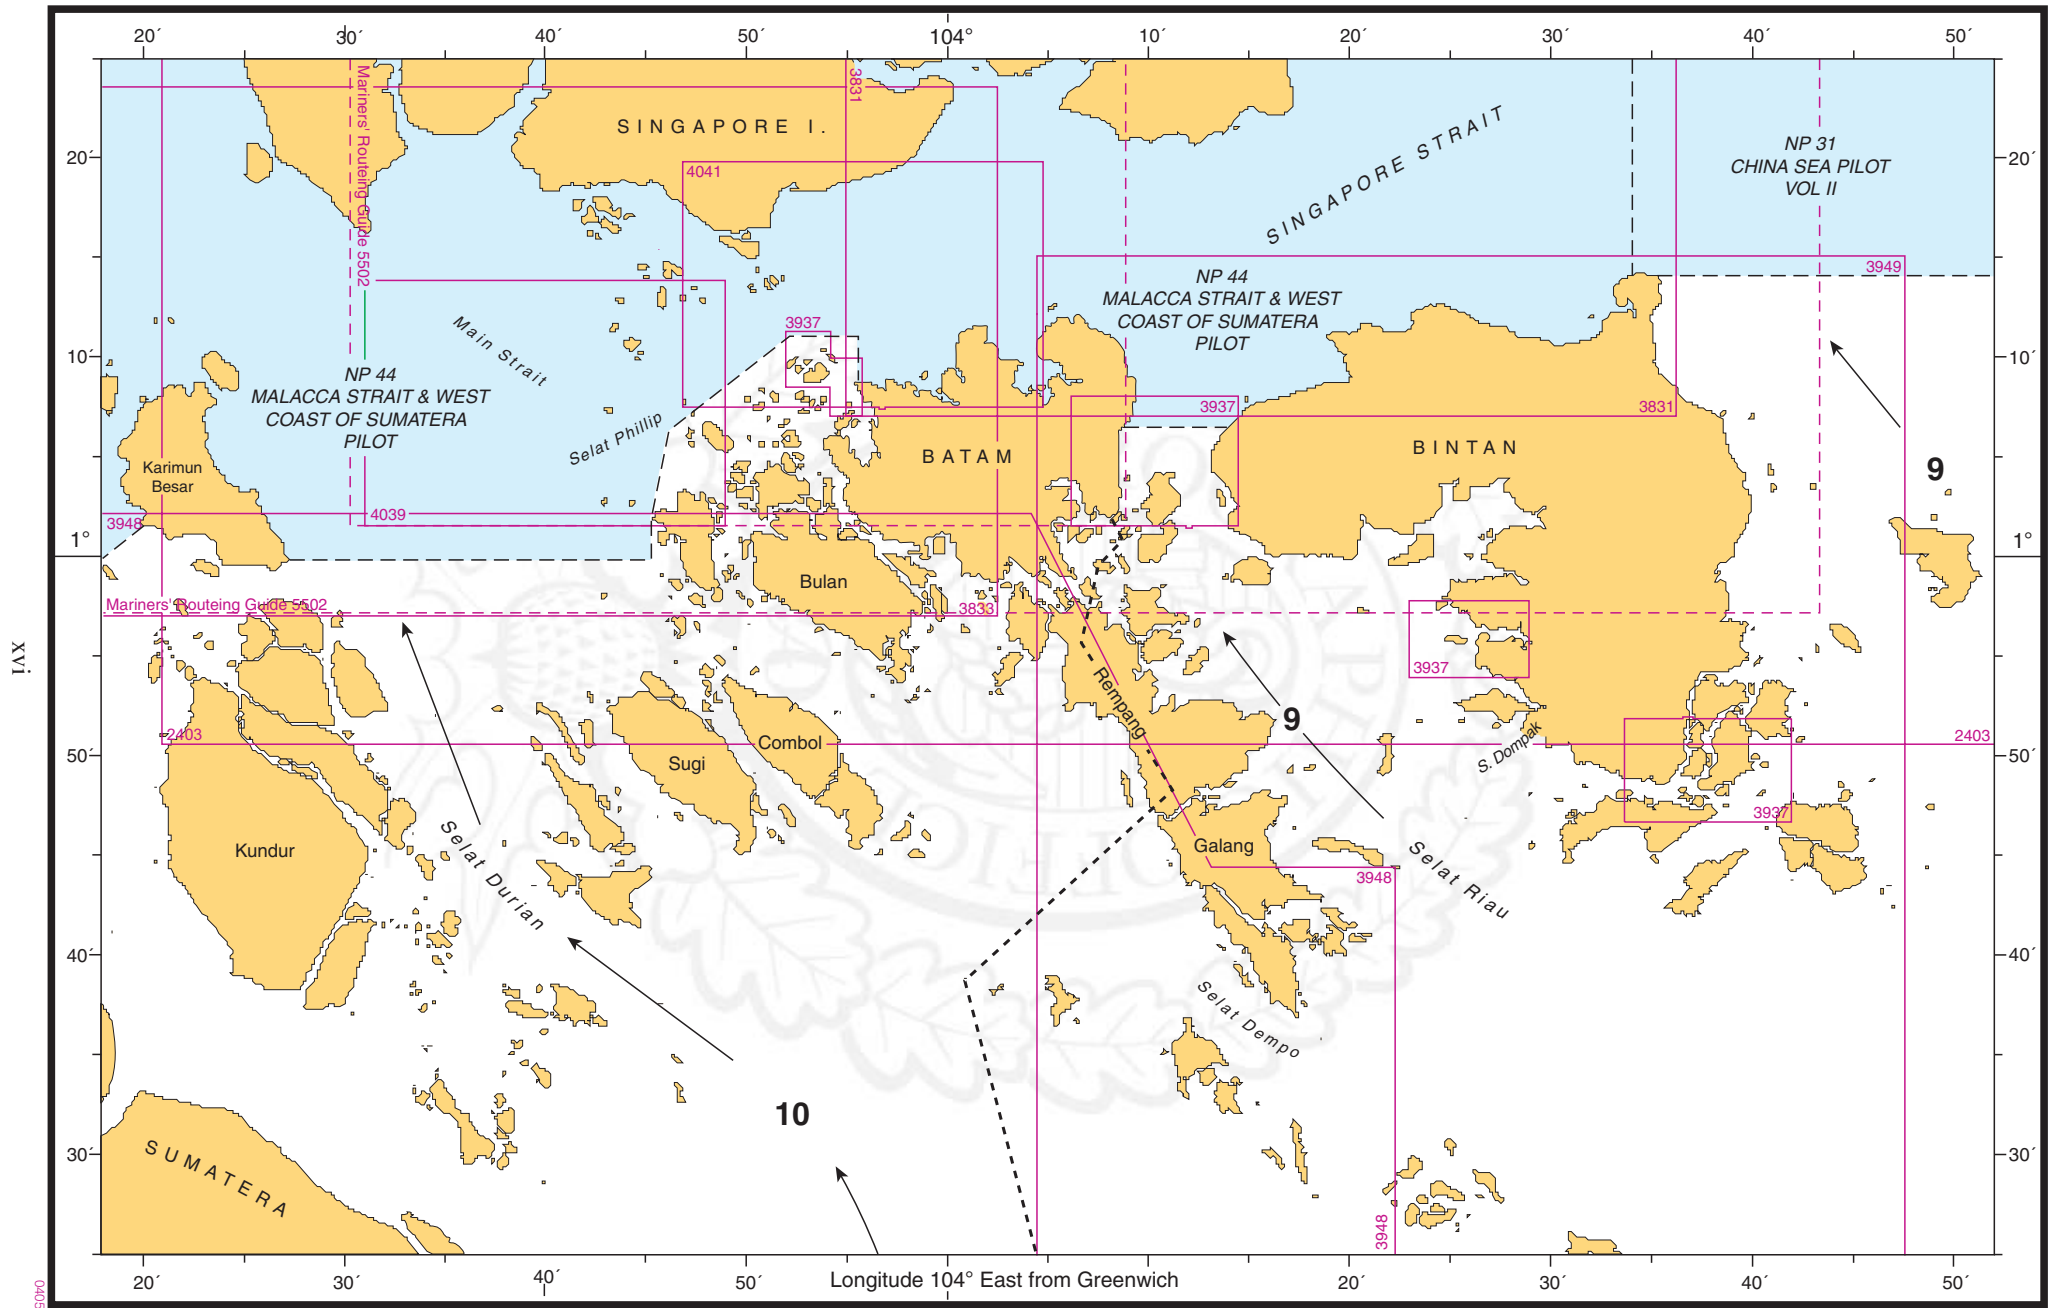 20´ 30´ 40´ 50´ 104° 10´ 20´ 30´ 40´ 50´
Mariners' Routeing Guide 5502
3831
SINGAPORE I.
SINGAPORE STRAIT
NP 31
CHINA SEA PILOT
VOL II
20´
20´
4041
3949
NP 44
MALACCA STRAIT & WEST
COAST OF SUMATERA
PILOT
3937
Main Strait
10´
10´
NP 44
MALACCA STRAIT & WEST
COAST OF SUMATERA
PILOT
Selat Phillip
3937
3831
BATAM
BINTAN
9
Karimun
Besar
3948
4039
1°
1°
Bulan
Mariners' Routeing Guide 5502
3833
xvi
3937
Rempang
9
2403
Combol
Sugi
S. Dompak
2403
50´
50´
3937
Kundur
Selat Durian
Galang
3948
Selat Riau
40´
40´
Selat Dempo
10
SUMATERA
30´
30´
3948
20´ 30´ 40´ 50´ Longitude 104° East from Greenwich 20´ 30´ 40´ 50´
0405